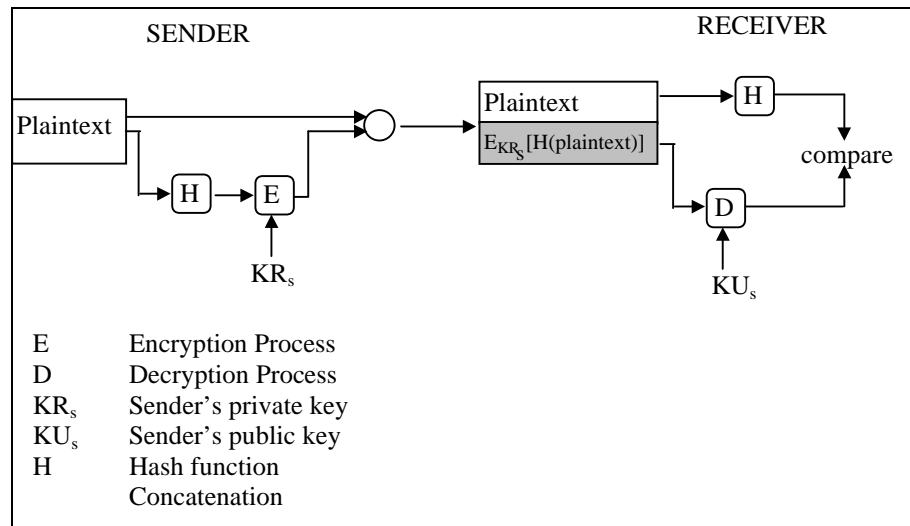 SENDER
RECEIVER
Plaintext
H
E
KRs
Plaintext
EKRs[H(plaintext)]
H
compare
D
KUs
E Encryption Process
D Decryption Process
KRs Sender's private key
KUs Sender's public key
H Hash function
Concatenation